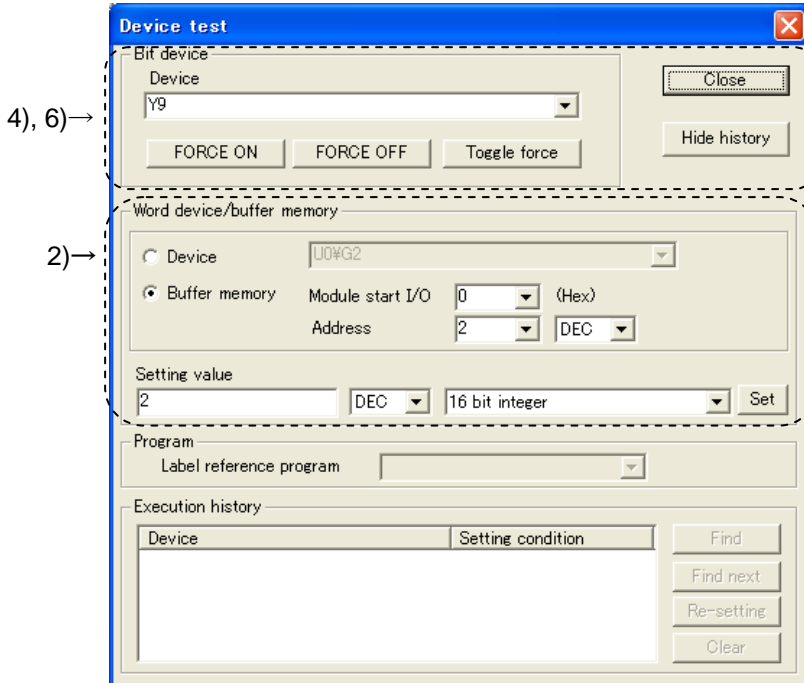 Device test
Bit device
Device
4), 6)→
Y9
Close
FORCE ON FORCE OFF Toggle force
Hide history
Word device/buffer memory
2)→
Device U0¥G2
Buffer memory Module start I/O 0 (Hex)
Address 2 DEC
Setting value
2 DEC 16 bit integer Set
Program
Label reference program
Execution history
Device Setting condition Find
Find next
Re-setting
Clear